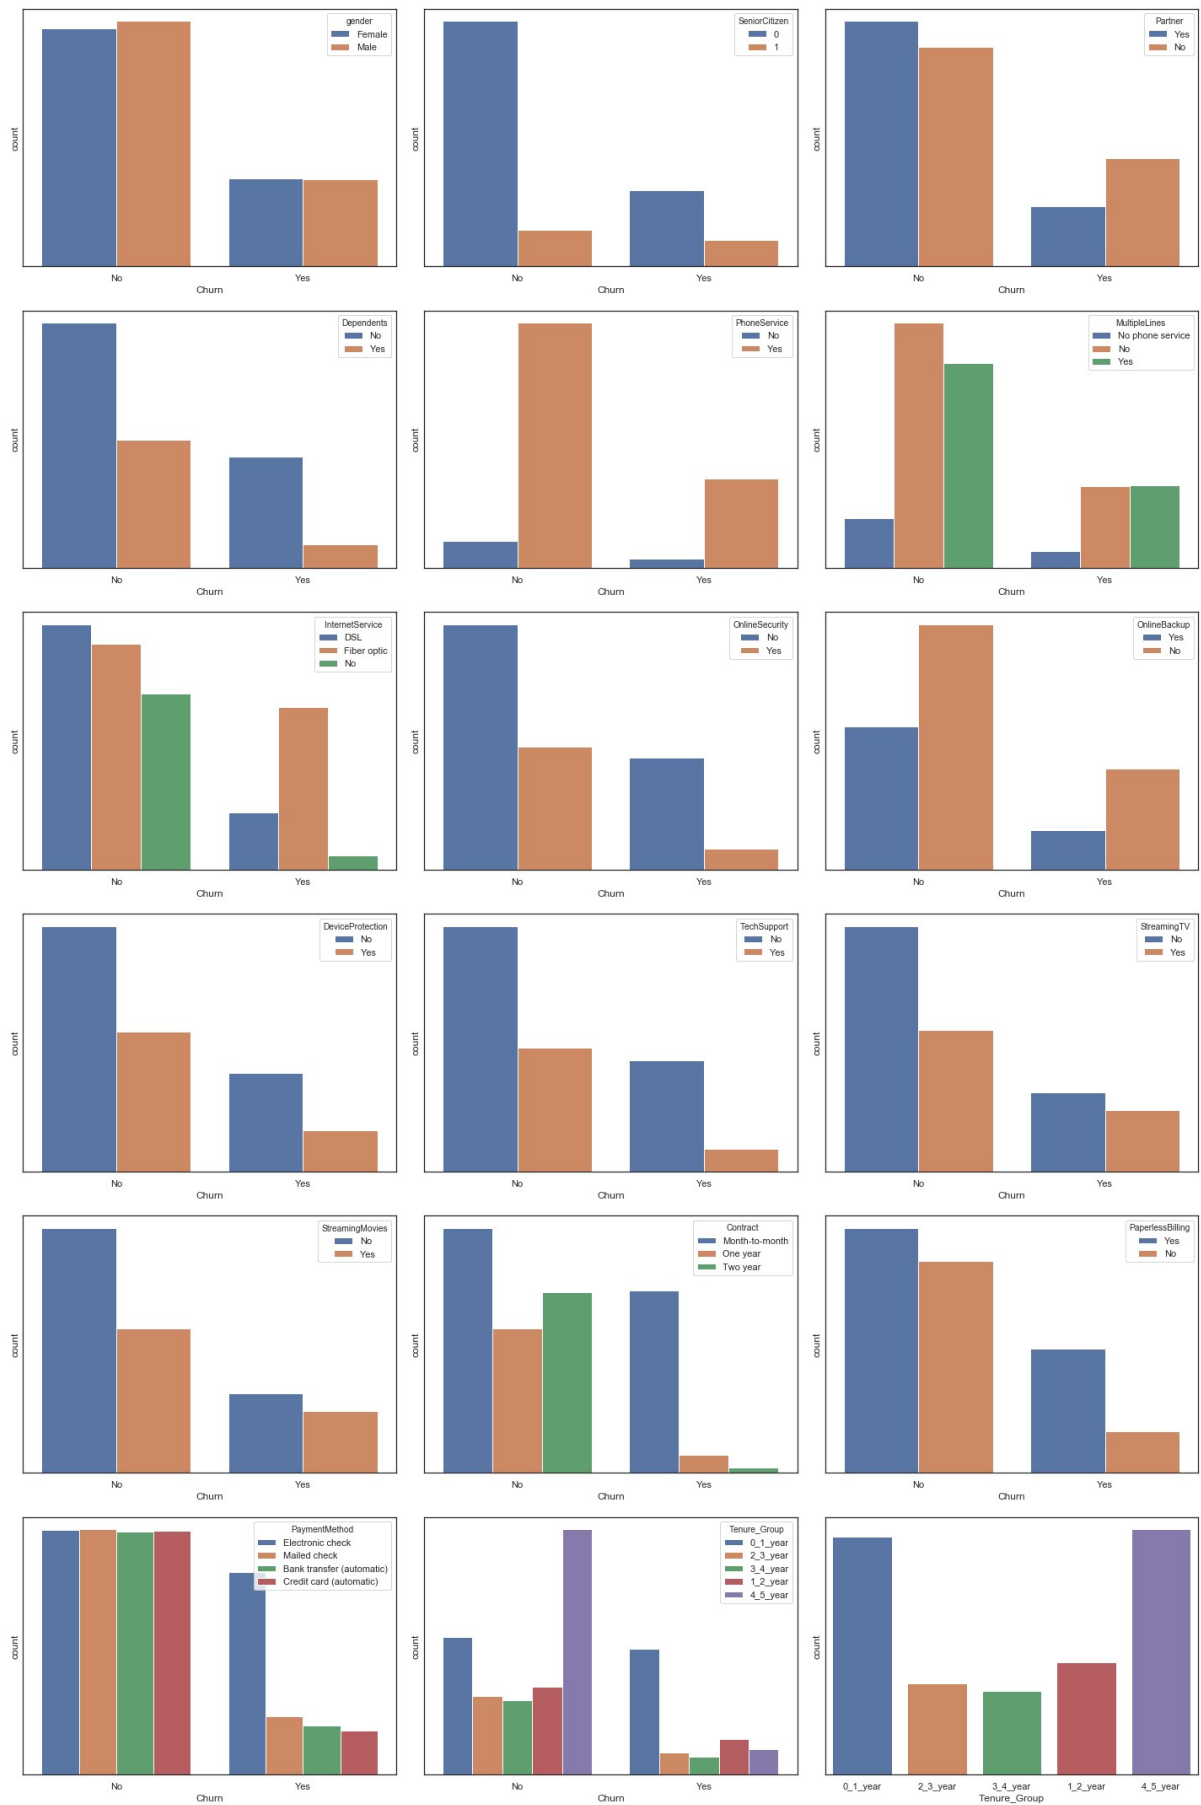 gender
Female
Male
count
No
Yes
Churn
SeniorCitizen
0
1
count
No
Yes
Churn
Partner
Yes
No
count
No
Yes
Churn
Dependents
No
Yes
count
No
Yes
Churn
PhoneService
No
Yes
count
No
Yes
Churn
MultipleLines
No phone service
No
Yes
count
No
Yes
Churn
InternetService
DSL
Fiber optic
No
count
No
Yes
Churn
OnlineSecurity
No
Yes
count
No
Yes
Churn
OnlineBackup
Yes
No
count
No
Yes
Churn
DeviceProtection
No
Yes
count
No
Yes
Churn
TechSupport
No
Yes
count
No
Yes
Churn
StreamingTV
No
Yes
count
No
Yes
Churn
StreamingMovies
No
Yes
count
No
Yes
Churn
Contract
Month-to-month
One year
Two year
count
No
Yes
Churn
PaperlessBilling
Yes
No
count
No
Yes
Churn
PaymentMethod
Electronic check
Mailed check
Bank transfer (automatic)
Credit card (automatic)
count
No
Yes
Churn
Tenure_Group
0_1_year
2_3_year
3_4_year
1_2_year
4_5_year
count
No
Yes
Churn
count
0_1_year
2_3_year
3_4_year
1_2_year
4_5_year
Tenure_Group